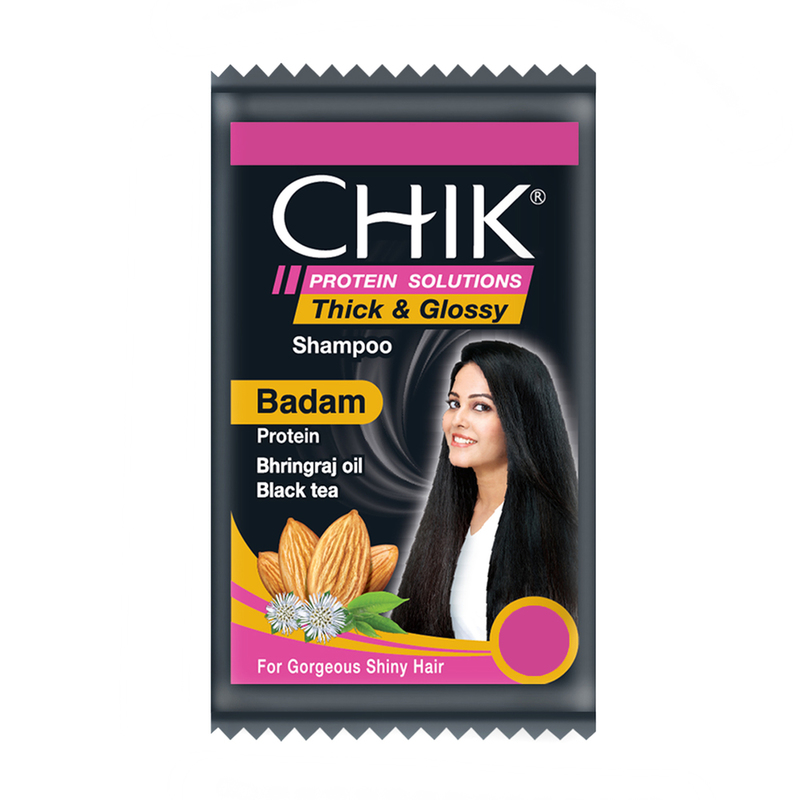 CHIK®
PROTEIN SOLUTIONS
Thick & Glossy
Shampoo
Badam
Protein
Bhringraj oil
Black tea
For Gorgeous Shiny Hair